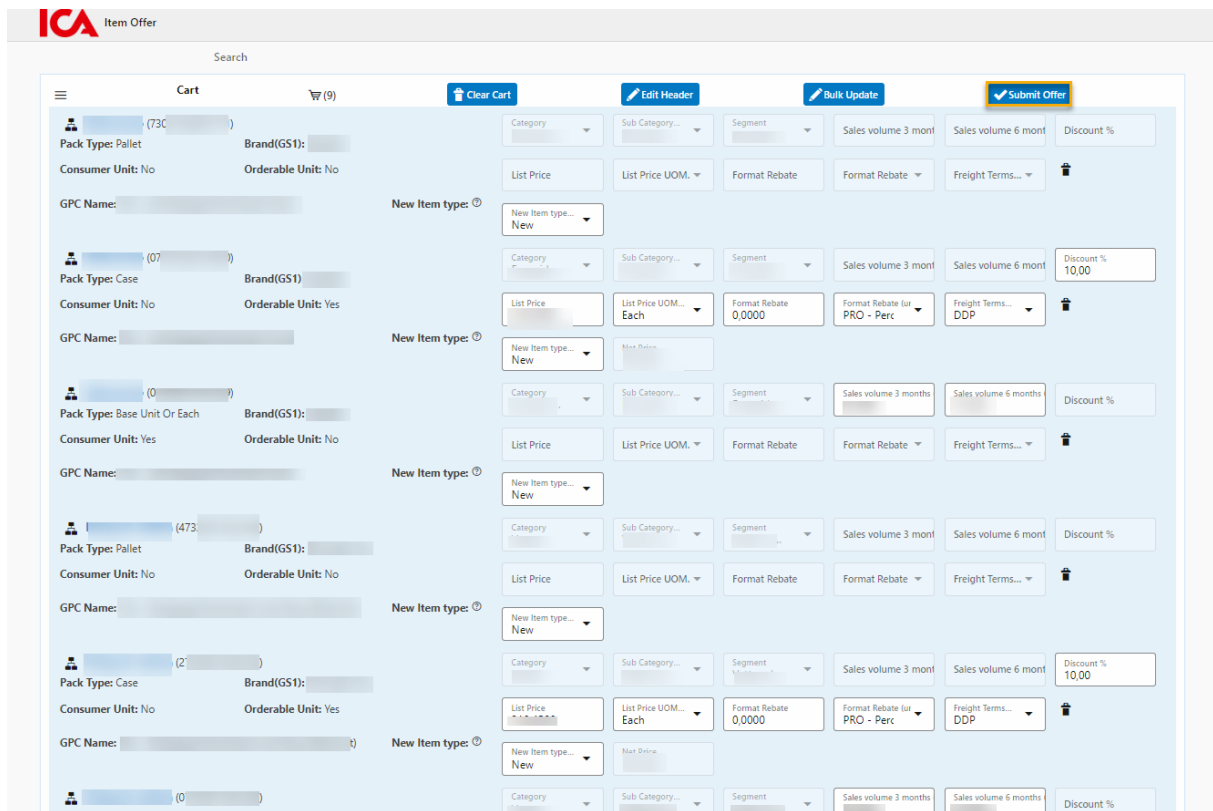 ICA Item Offer
Search
Cart (9) Clear Cart Edit Header Bulk Update Submit Offer
(730 ) Category Sub Category... Segment Sales volume 3 mont Sales volume 6 mont Discount %
Pack Type: Pallet Brand(GS1):
Consumer Unit: No Orderable Unit: No List Price List Price UOM. Format Rebate Format Rebate Freight Terms...
GPC Name: New Item type: New Item type...
New
(07 ) Category Sub Category... Segment Sales volume 3 mont Sales volume 6 mont Discount %
10,00
Pack Type: Case Brand(GS1)
Consumer Unit: No Orderable Unit: Yes List Price List Price UOM... Format Rebate Format Rebate (ur Freight Terms...
Each 0,0000 PRO - Perc DDP
GPC Name: New Item type: New Item type... Net Price
New
(0 9) Category Sub Category... Segment Sales volume 3 months Sales volume 6 months Discount %
Pack Type: Base Unit Or Each Brand(GS1):
Consumer Unit: Yes Orderable Unit: No List Price List Price UOM. Format Rebate Format Rebate Freight Terms...
GPC Name: New Item type: New Item type...
New
(473 ) Category Sub Category... Segment Sales volume 3 mont Sales volume 6 mont Discount %
Pack Type: Pallet Brand(GS1):
Consumer Unit: No Orderable Unit: No List Price List Price UOM. Format Rebate Format Rebate Freight Terms...
GPC Name: New Item type: New Item type...
New
(2 ) Category Sub Category... Segment Sales volume 3 mont Sales volume 6 mont Discount %
10,00
Pack Type: Case Brand(GS1):
Consumer Unit: No Orderable Unit: Yes List Price List Price UOM... Format Rebate Format Rebate (ur Freight Terms...
Each 0,0000 PRO - Perc DDP
GPC Name: t) New Item type: New Item type... Net Price
New
(0 ) Category Sub Category... Segment Sales volume 3 months Sales volume 6 months Discount %